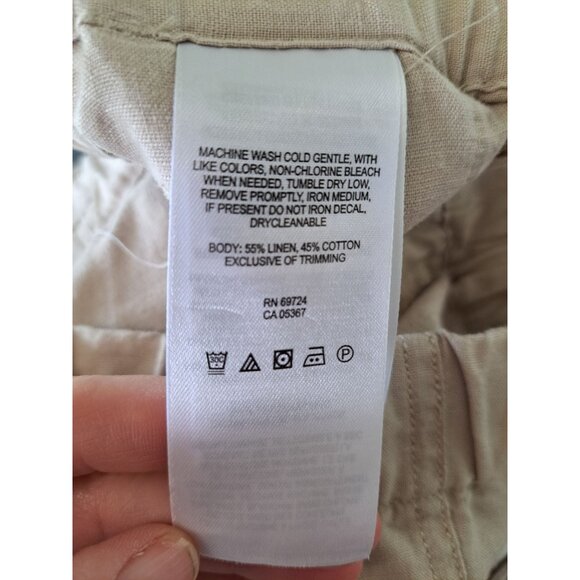 MACHINE WASH COLD GENTLE, WITH
LIKE COLORS, NON-CHLORINE BLEACH
WHEN NEEDED, TUMBLE DRY LOW,
REMOVE PROMPTLY, IRON MEDIUM,
IF PRESENT DO NOT IRON DECAL,
DRYCLEANABLE
BODY: 55% LINEN, 45% COTTON
EXCLUSIVE OF TRIMMING
RN 69724
CA 05367
30C P